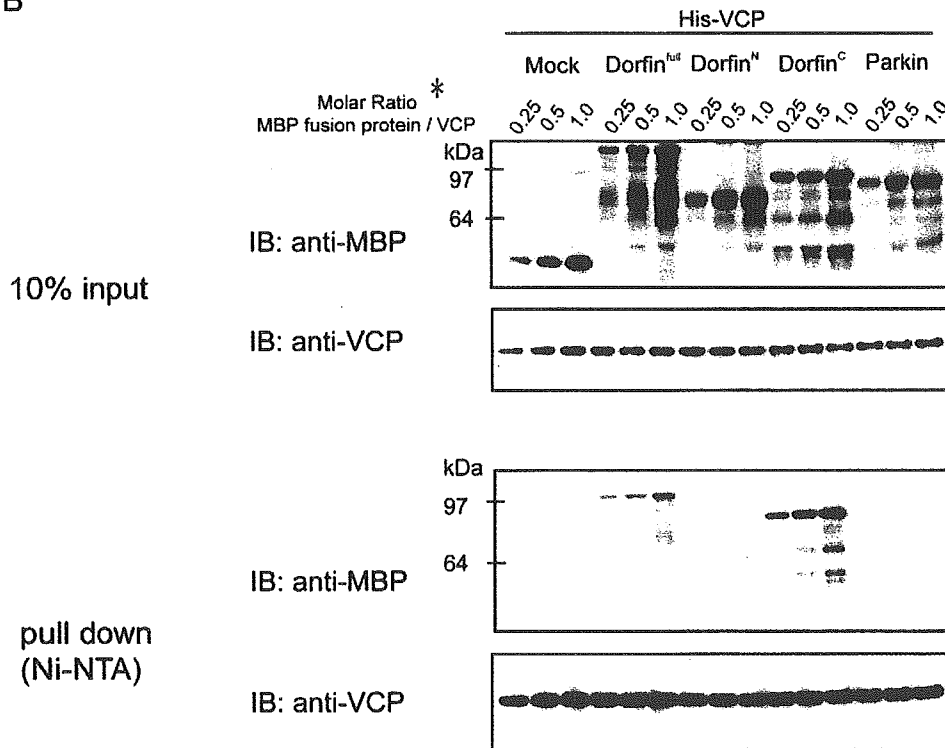 B
His-VCP
Mock Dorfin^full Dorfin^N Dorfin^C Parkin
Molar Ratio *
MBP fusion protein / VCP
0.25 0.5 1.0 0.25 0.5 1.0 0.25 0.5 1.0 0.25 0.5 1.0 0.25 0.5 1.0
kDa
97
64
IB: anti-MBP
10% input
IB: anti-VCP
kDa
97
64
IB: anti-MBP
pull down
(Ni-NTA)
IB: anti-VCP